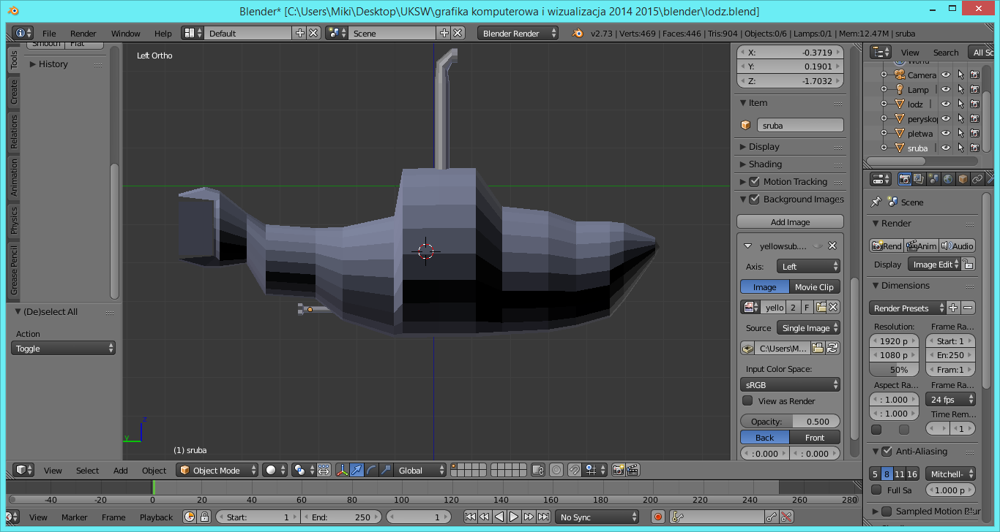 Blender* [C:\Users\Miki\Desktop\UKSW\grafika komputerowa i wizualizacja 2014 2015\blender\lodz.blend]
File Render Window Help Default Scene Blender Render v2.73 | Verts:469 | Faces:446 | Tris:904 | Objects:0/6 | Lamps:0/1 | Mem:12.47M | sruba
Smooth Flat
History
Tools
Create
Relations
Animation
Physics
Grease Pencil
(De)select All
Action
Toggle
Left Ortho
z
y
(1) sruba
X: -0.3719
Y: 0.1901
Z: -1.7032
Item
sruba
Display
Shading
Motion Tracking
Background Images
Add Image
yellowsub....
Axis: Left
Image Movie Clip
yello 2 F
Source Single Image
C:\Users\M...
Input Color Space:
sRGB
View as Render
Opacity: 0.500
Back Front
:0.000 : 0.000
View Search All Sc
World
Camera
Lamp
lodz
perysko
pletwa
sruba
Scene
Render
Rend Anim Audio
Display Image Edit
Dimensions
Render Presets
Resolution: Frame Ra...
1920 p Start: 1
1080 p En:250
50% Fram:1
Aspect Ra... Frame Ra...
: 1.000 24 fps
: 1.000 Time Rem...
1
Anti-Aliasing
5 8 11 16 Mitchell-
Full Sa 1.000 p
Sampled Motion Blur
View Select Add Object Object Mode Global
-40 -20 0 20 40 60 80 100 120 140 160 180 200 220 240 260 280
View Marker Frame Playback Start: 1 End: 250 1 No Sync